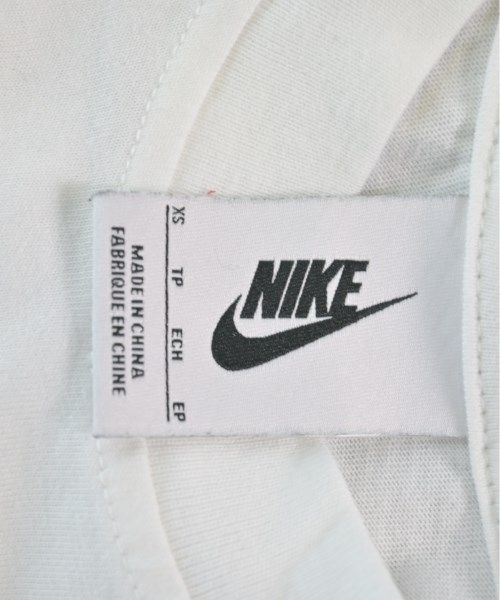 NIKE
XS TP ECH EP
MADE IN CHINA
FABRIQUE EN CHINE